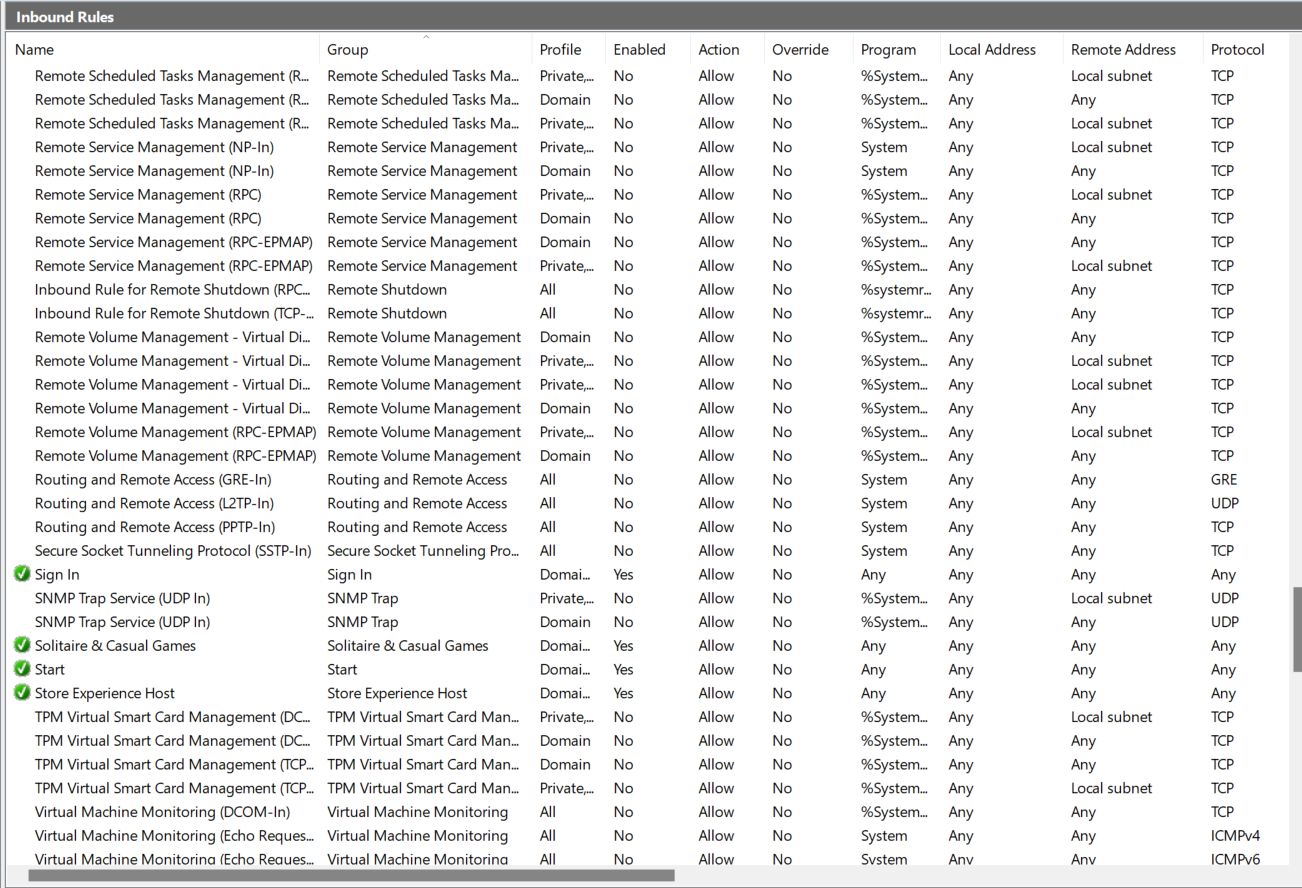 Inbound Rules
Name Group Profile Enabled Action Override Program Local Address Remote Address Protocol
Remote Scheduled Tasks Management (R... Remote Scheduled Tasks Ma... Private,... No Allow No %System... Any Local subnet TCP
Remote Scheduled Tasks Management (R... Remote Scheduled Tasks Ma... Domain No Allow No %System... Any Any TCP
Remote Scheduled Tasks Management (R... Remote Scheduled Tasks Ma... Private,... No Allow No %System... Any Local subnet TCP
Remote Service Management (NP-In) Remote Service Management Private,... No Allow No System Any Local subnet TCP
Remote Service Management (NP-In) Remote Service Management Domain No Allow No System Any Any TCP
Remote Service Management (RPC) Remote Service Management Private,... No Allow No %System... Any Local subnet TCP
Remote Service Management (RPC) Remote Service Management Domain No Allow No %System... Any Any TCP
Remote Service Management (RPC-EPMAP) Remote Service Management Domain No Allow No %System... Any Any TCP
Remote Service Management (RPC-EPMAP) Remote Service Management Private,... No Allow No %System... Any Local subnet TCP
Inbound Rule for Remote Shutdown (RPC... Remote Shutdown All No Allow No %systemr... Any Any TCP
Inbound Rule for Remote Shutdown (TCP-... Remote Shutdown All No Allow No %systemr... Any Any TCP
Remote Volume Management - Virtual Di... Remote Volume Management Domain No Allow No %System... Any Any TCP
Remote Volume Management - Virtual Di... Remote Volume Management Private,... No Allow No %System... Any Local subnet TCP
Remote Volume Management - Virtual Di... Remote Volume Management Private,... No Allow No %System... Any Local subnet TCP
Remote Volume Management - Virtual Di... Remote Volume Management Domain No Allow No %System... Any Any TCP
Remote Volume Management (RPC-EPMAP) Remote Volume Management Private,... No Allow No %System... Any Local subnet TCP
Remote Volume Management (RPC-EPMAP) Remote Volume Management Domain No Allow No %System... Any Any TCP
Routing and Remote Access (GRE-In) Routing and Remote Access All No Allow No System Any Any GRE
Routing and Remote Access (L2TP-In) Routing and Remote Access All No Allow No System Any Any UDP
Routing and Remote Access (PPTP-In) Routing and Remote Access All No Allow No System Any Any TCP
Secure Socket Tunneling Protocol (SSTP-In) Secure Socket Tunneling Pro... All No Allow No System Any Any TCP
Sign In Sign In Domai... Yes Allow No Any Any Any Any
SNMP Trap Service (UDP In) SNMP Trap Private,... No Allow No %System... Any Local subnet UDP
SNMP Trap Service (UDP In) SNMP Trap Domain No Allow No %System... Any Any UDP
Solitaire & Casual Games Solitaire & Casual Games Domai... Yes Allow No Any Any Any Any
Start Start Domai... Yes Allow No Any Any Any Any
Store Experience Host Store Experience Host Domai... Yes Allow No Any Any Any Any
TPM Virtual Smart Card Management (DC... TPM Virtual Smart Card Man... Private,... No Allow No %System... Any Local subnet TCP
TPM Virtual Smart Card Management (DC... TPM Virtual Smart Card Man... Domain No Allow No %System... Any Any TCP
TPM Virtual Smart Card Management (TCP... TPM Virtual Smart Card Man... Domain No Allow No %System... Any Any TCP
TPM Virtual Smart Card Management (TCP... TPM Virtual Smart Card Man... Private,... No Allow No %System... Any Local subnet TCP
Virtual Machine Monitoring (DCOM-In) Virtual Machine Monitoring All No Allow No %System... Any Any TCP
Virtual Machine Monitoring (Echo Reques... Virtual Machine Monitoring All No Allow No System Any Any ICMPv4
Virtual Machine Monitoring (Echo Reques... Virtual Machine Monitoring All No Allow No System Any Any ICMPv6